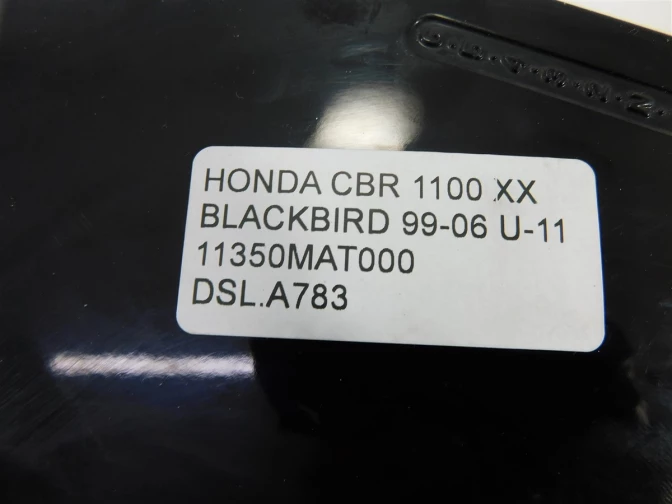 HONDA CBR 1100 XX
BLACKBIRD 99-06 U-11
11350MAT000
DSL.A783